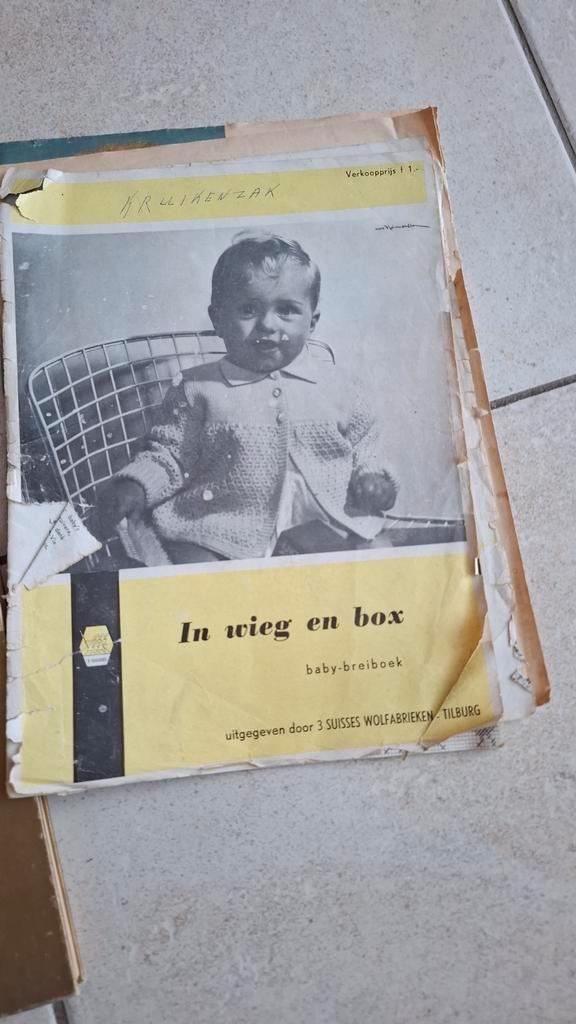 Verkoopprijs f 1.-
KRUIKENZAK
In wieg en box
baby-breiboek
uitgegeven door 3 SUISSES WOLFABRIEKEN - TILBURG